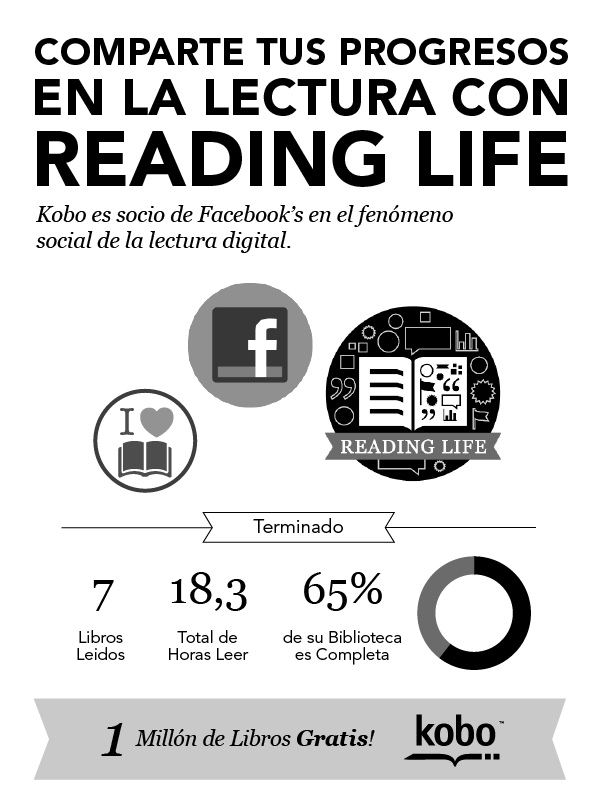 COMPARTE TUS PROGRESOS
EN LA LECTURA CON
READING LIFE
Kobo es socio de Facebook's en el fenómeno
social de la lectura digital.
f
I
READING LIFE
Terminado
7
Libros
Leidos
18,3
Total de
Horas Leer
65%
de su Biblioteca
es Completa
1 Millón de Libros Gratis!
kobo™